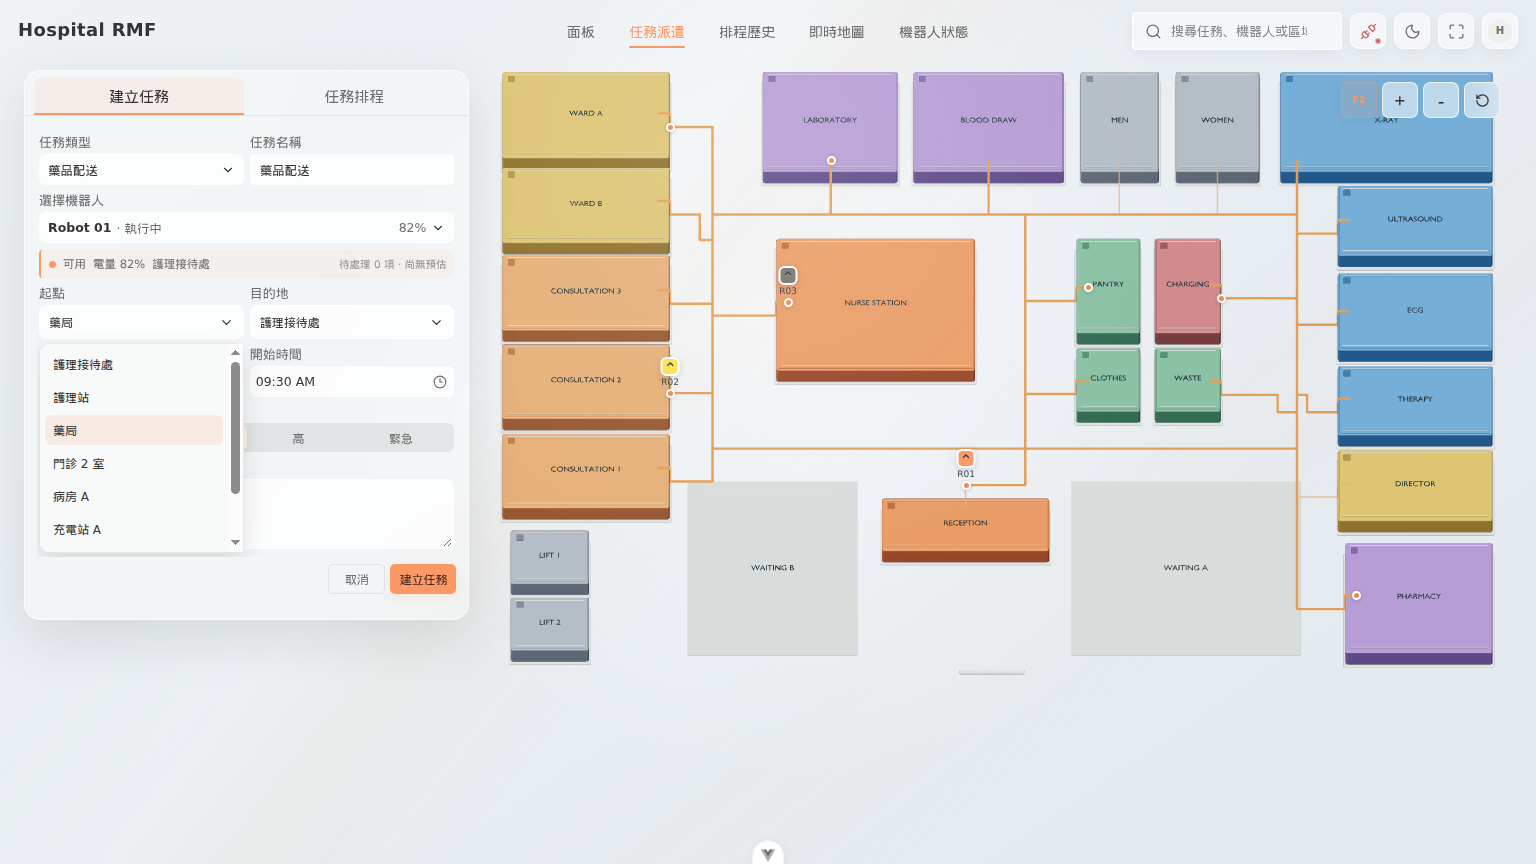 Hospital RMF
面板
任務派遣
排程歷史
即時地圖
機器人狀態
搜尋任務、機器人或區
H
建立任務
任務排程
任務類型
任務名稱
藥品配送
藥品配送
選擇機器人
Robot 01 · 執行中
82%
可用 電量 82% 護理接待處
待處理 0 項 · 尚無預估
起點
目的地
藥局
護理接待處
護理接待處
護理站
藥局
門診 2 室
病房 A
充電站 A
開始時間
09:30 AM
高
緊急
取消
建立任務
WARD A
WARD B
CONSULTATION 3
CONSULTATION 2
CONSULTATION 1
LIFT 1
LIFT 2
LABORATORY
BLOOD DRAW
MEN
WOMEN
X-RAY
F1
+
-
ULTRASOUND
ECG
THERAPY
DIRECTOR
PHARMACY
NURSE STATION
PANTRY
CHARGING
CLOTHES
WASTE
R03
R02
R01
RECEPTION
WAITING B
WAITING A